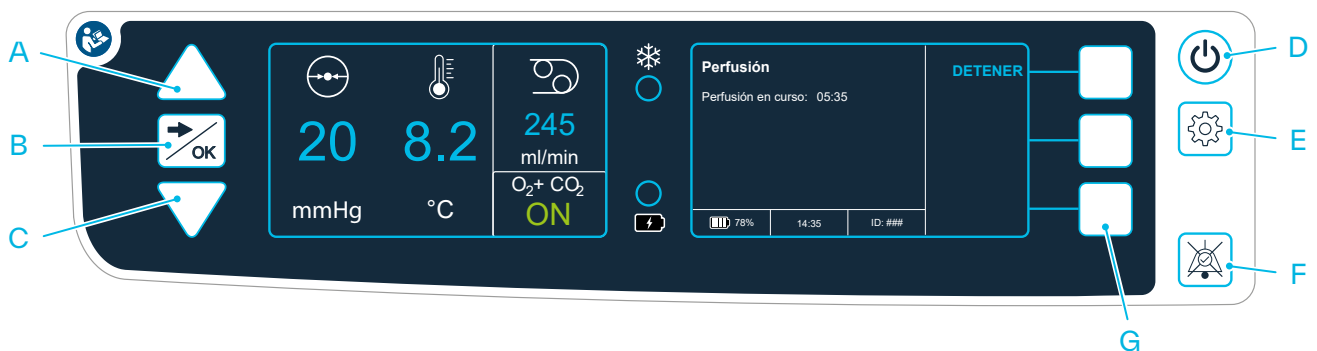 A
B
C
OK
20
mmHg
8.2
°C
245
ml/min
O₂+ CO₂
ON
Perfusión
Perfusión en curso: 05:35
DETENER
78%
14:35
ID: ###
D
E
F
G